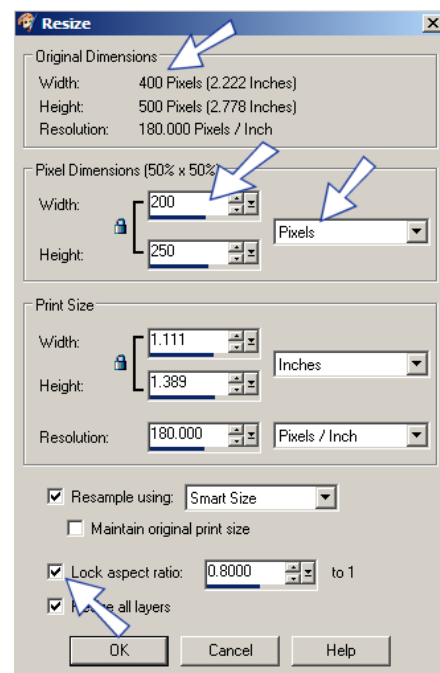 Resize
Original Dimensions
Width: 400 Pixels (2.222 Inches)
Height: 500 Pixels (2.778 Inches)
Resolution: 180.000 Pixels / Inch
Pixel Dimensions (50% x 50%)
Width: 200
Pixels
Height: 250
Print Size
Width: 1.111
Inches
Height: 1.389
Resolution: 180.000 Pixels / Inch
Resample using: Smart Size
Maintain original print size
Lock aspect ratio: 0.8000 to 1
all layers
OK Cancel Help